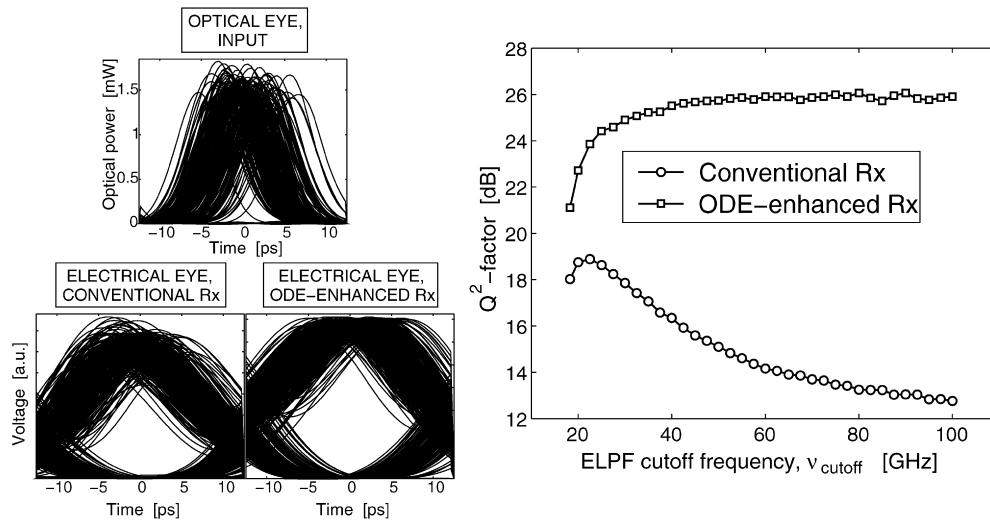 OPTICAL EYE,
INPUT
Optical power [mW]
1.5
1
0.5
0
−10 −5 0 5 10
Time [ps]
ELECTRICAL EYE,
CONVENTIONAL Rx
Voltage [a.u.]
−10 −5 0 5 10
Time [ps]
ELECTRICAL EYE,
ODE−ENHANCED Rx
−10 −5 0 5 10
Time [ps]
Q²−factor [dB]
28
26
24
22
20
18
16
14
12
Conventional Rx
ODE−enhanced Rx
20 40 60 80 100
ELPF cutoff frequency, ν cutoff [GHz]